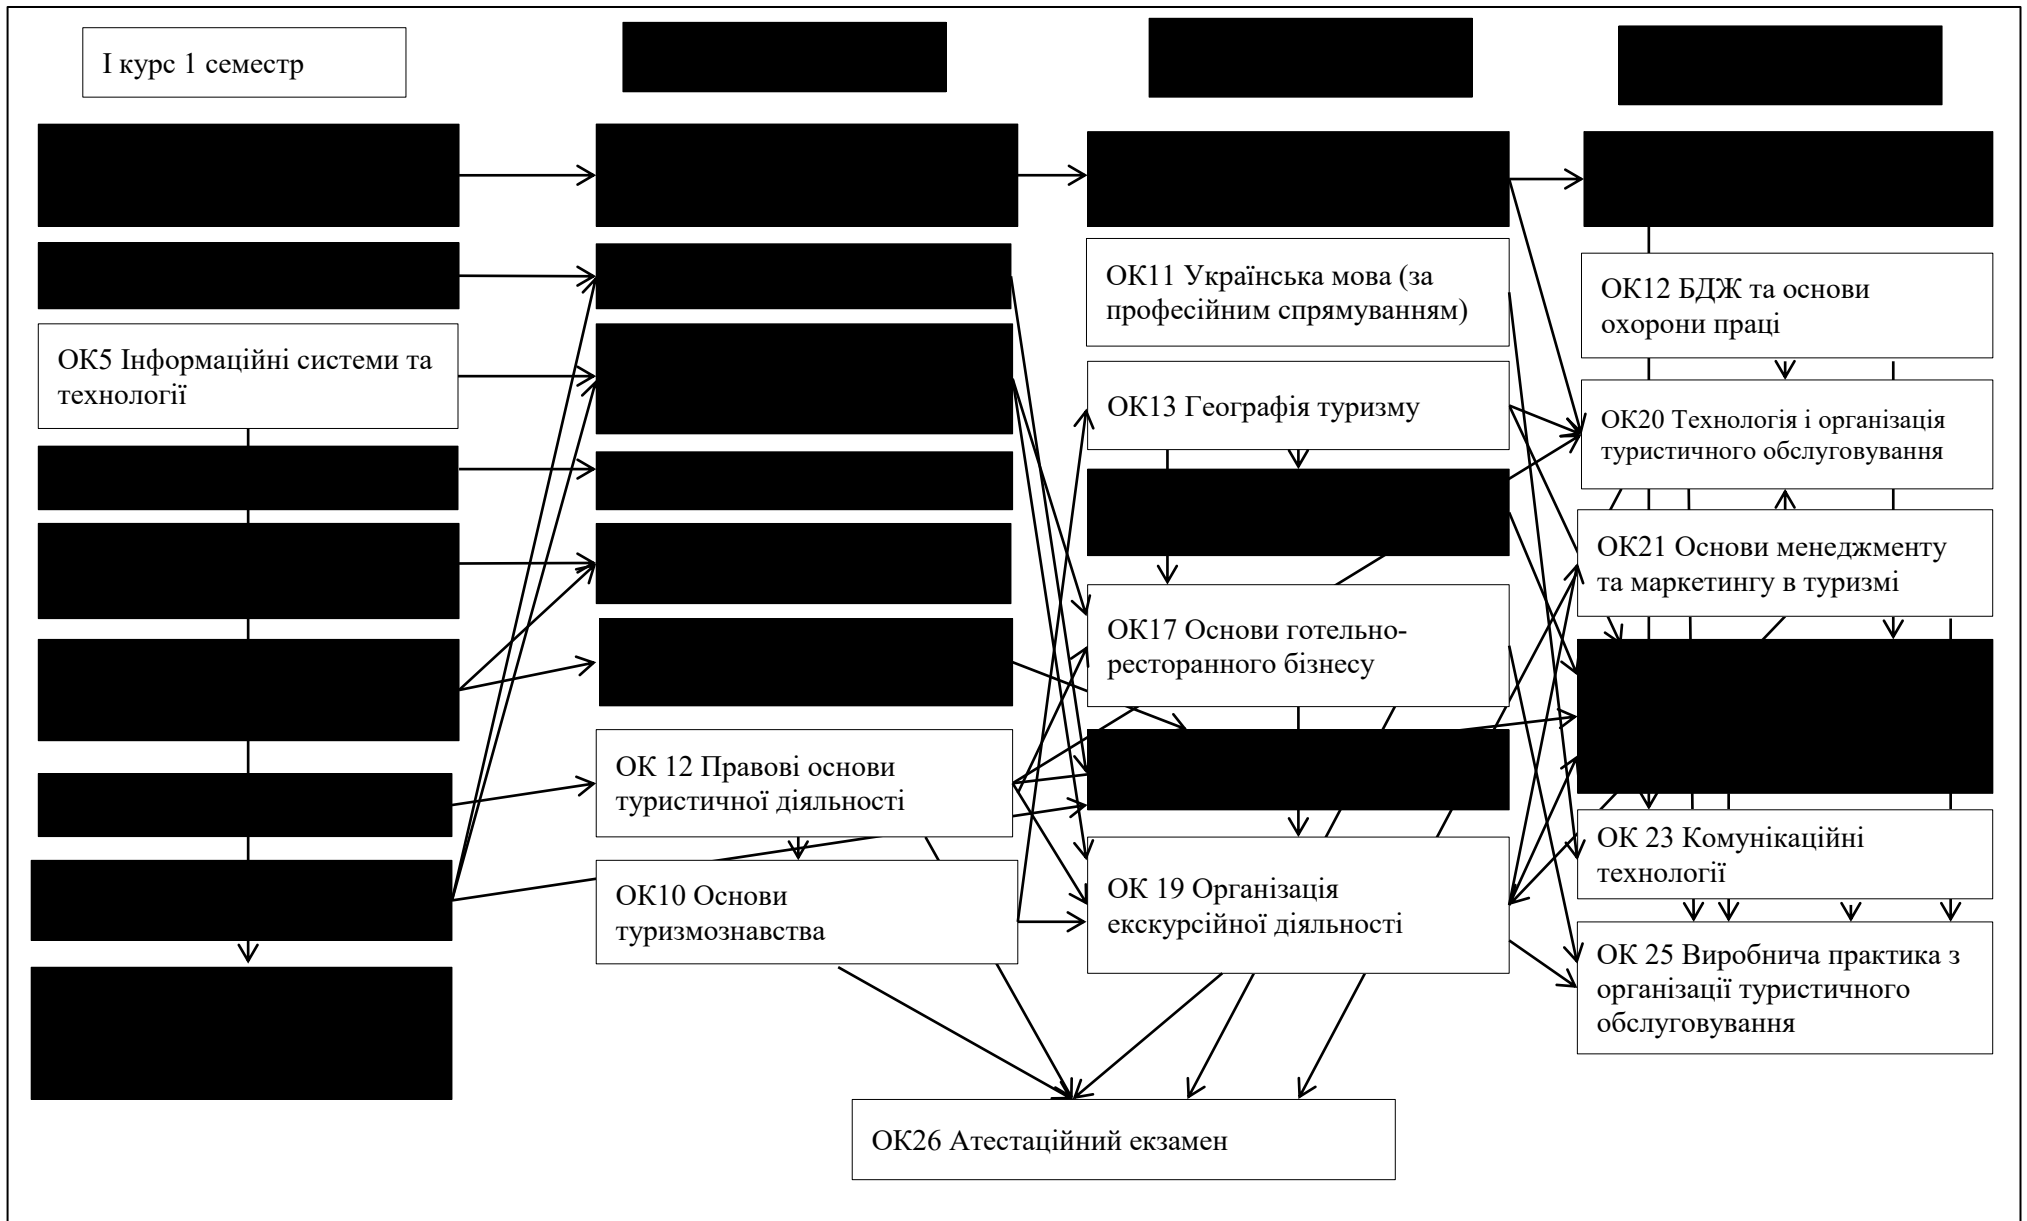 І курс 1 семестр
ОК5 Інформаційні системи та
технології
ОК 12 Правові основи
туристичної діяльності
ОК10 Основи
туризмознавства
ОК11 Українська мова (за
професійним спрямуванням)
ОК13 Географія туризму
ОК17 Основи готельно-
ресторанного бізнесу
ОК 19 Організація
екскурсійної діяльності
ОК12 БДЖ та основи
охорони праці
ОК20 Технологія і організація
туристичного обслуговування
ОК21 Основи менеджменту
та маркетингу в туризмі
ОК 23 Комунікаційні
технології
ОК 25 Виробнича практика з
організації туристичного
обслуговування
ОК26 Атестаційний екзамен